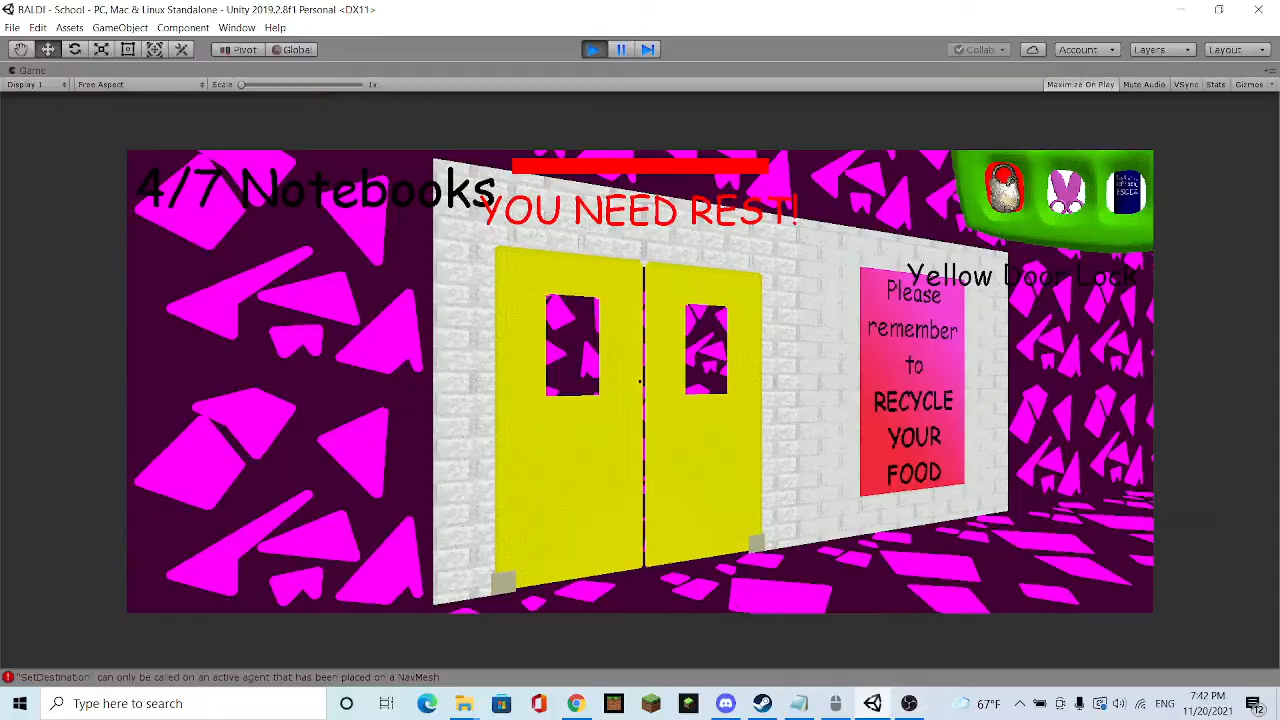 BALDI - School - PC, Mac & Linux Standalone - Unity 2019.2.8f1 Personal <DX11>
File Edit Assets GameObject Component Window Help
Pivot Global Collab Account Layers Layout
Game
Display 1 Free Aspect Scale 1x Maximize On Play Mute Audio VSync Stats Gizmos
4/7 Notebooks
YOU NEED REST!
Yellow Door Lock
Please
remember
to
RECYCLE
YOUR
FOOD
"SetDestination" can only be called on an active agent that has been placed on a NavMesh
Type here to search
67°F
7:42 PM
11/20/2021
12